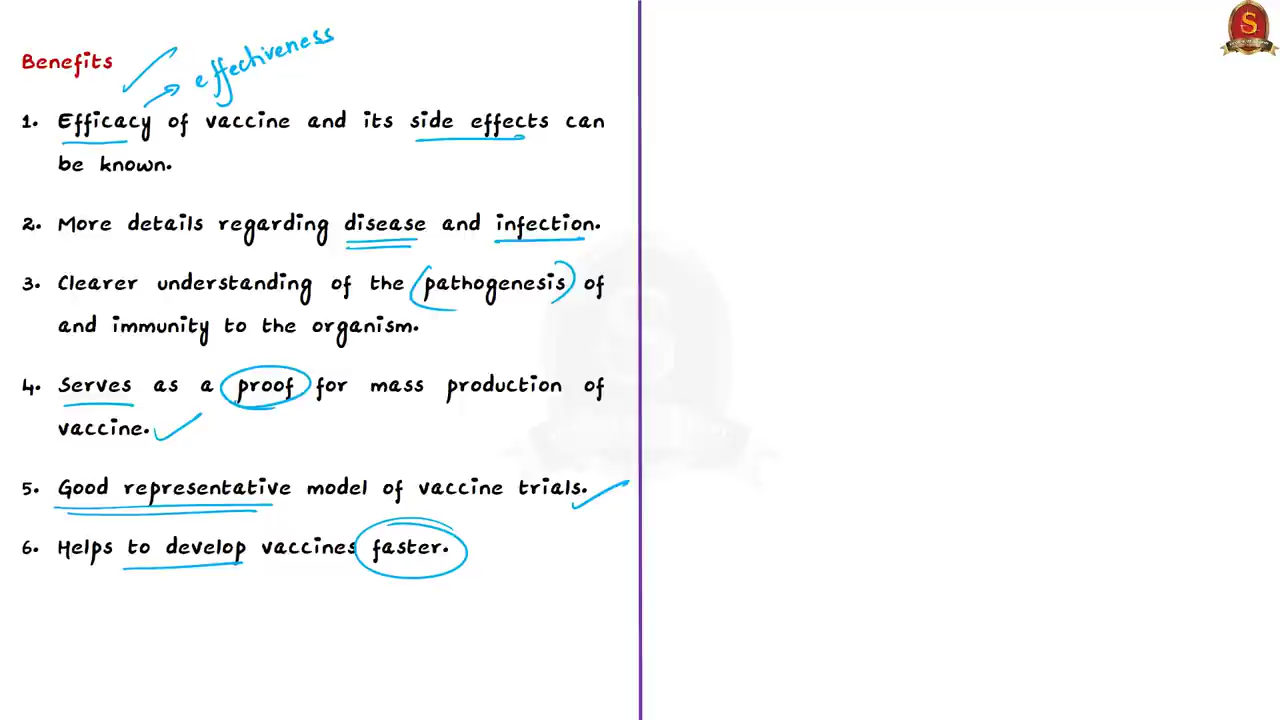 Benefits
effectiveness
1. Efficacy of vaccine and its side effects can
be known.
2. More details regarding disease and infection.
3. Clearer understanding of the (pathogenesis) of
and immunity to the organism.
4. Serves as a proof for mass production of
vaccine.
5. Good representative model of vaccine trials.
6. Helps to develop vaccines faster.
S